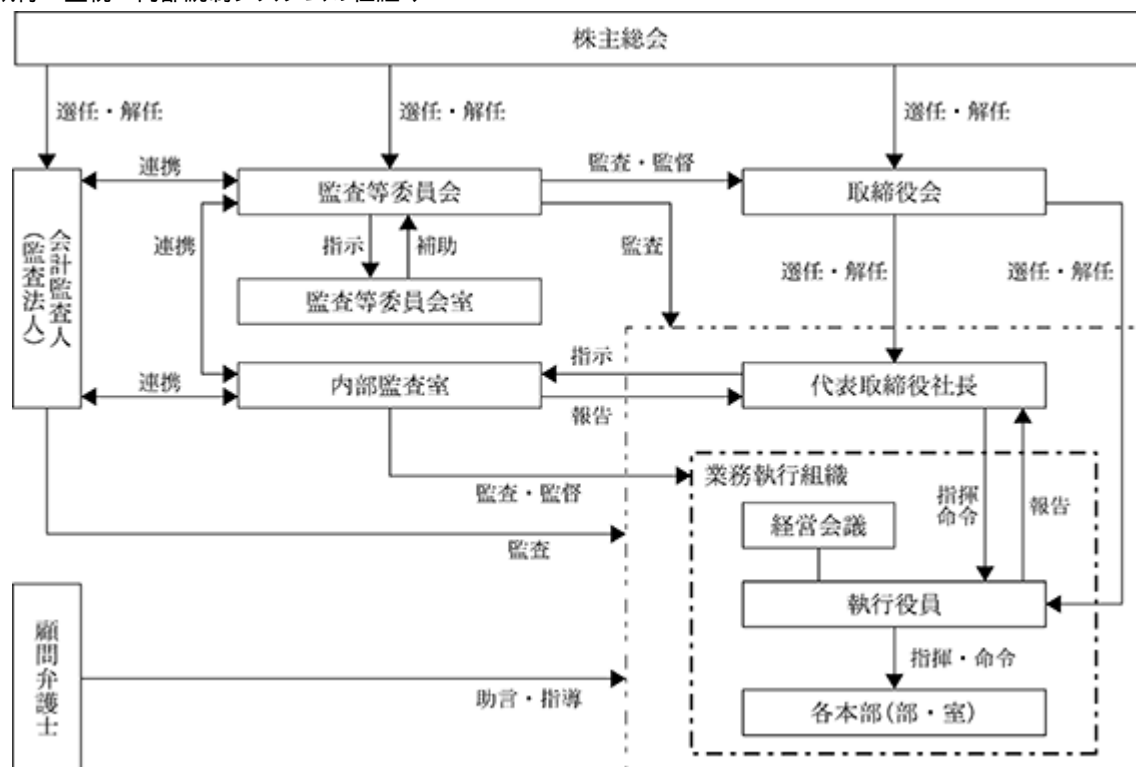 株主総会
選任・解任
選任・解任
選任・解任
連携
監査等委員会
監査・監督
取締役会
会計監査人
(監査法人)
連携
指示
補助
監査
選任・解任
選任・解任
監査等委員会室
指示
連携
内部監査室
代表取締役社長
報告
業務執行組織
監査・監督
指揮
命令
報告
経営会議
監査
執行役員
顧問弁護士
指揮・命令
助言・指導
各本部(部・室)